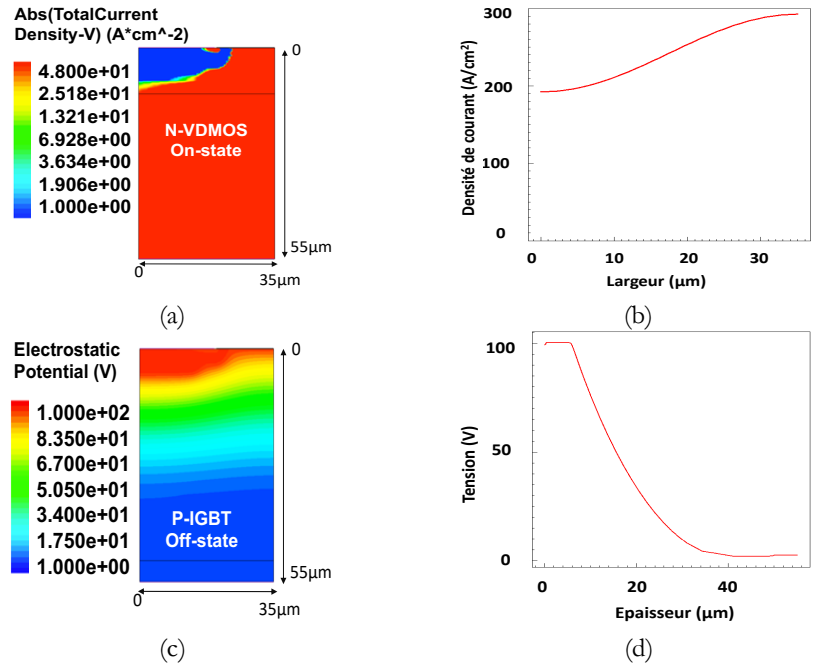 Abs(TotalCurrent
Density-V) (A*cm^-2)
4.800e+01
2.518e+01
1.321e+01
6.928e+00
3.634e+00
1.906e+00
1.000e+00
N-VDMOS
On-state
0
55µm
0
35µm
(a)
Densité de courant (A/cm²)
300
200
100
0
0
10
20
30
Largeur (µm)
(b)
Electrostatic
Potential (V)
1.000e+02
8.350e+01
6.700e+01
5.050e+01
3.400e+01
1.750e+01
1.000e+00
P-IGBT
Off-state
0
55µm
0
35µm
(c)
Tension (V)
100
50
0
0
20
40
Epaisseur (µm)
(d)